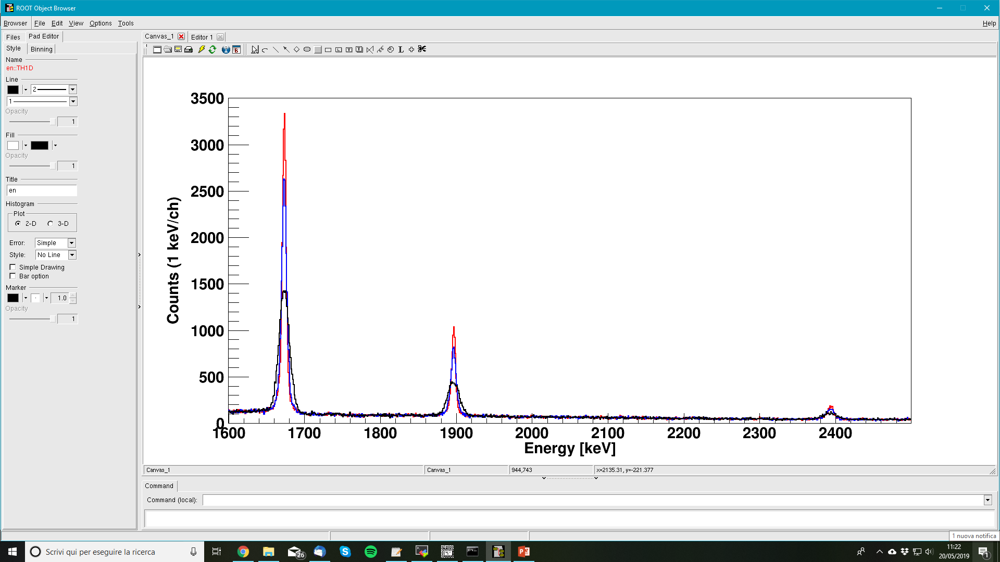 ROOT Object Browser
Browser File Edit View Options Tools Help
Files Pad Editor
Canvas_1 Editor 1
Style Binning
Name
en::TH1D
Line
2
1
Opacity
1
Fill
Opacity
1
Title
en
Histogram
Plot
2-D 3-D
Error: Simple
Style: No Line
Simple Drawing
Bar option
Marker
1.0
Opacity
1
3500
3000
2500
2000
1500
1000
500
0
Counts (1 keV/ch)
1600 1700 1800 1900 2000 2100 2200 2300 2400
Energy [keV]
Canvas_1 Canvas_1 944,743 x=2135.31, y=-221.377
Command
Command (local):
1 nuova notifica
Scrivi qui per eseguire la ricerca
26
11:22
20/05/2019
1